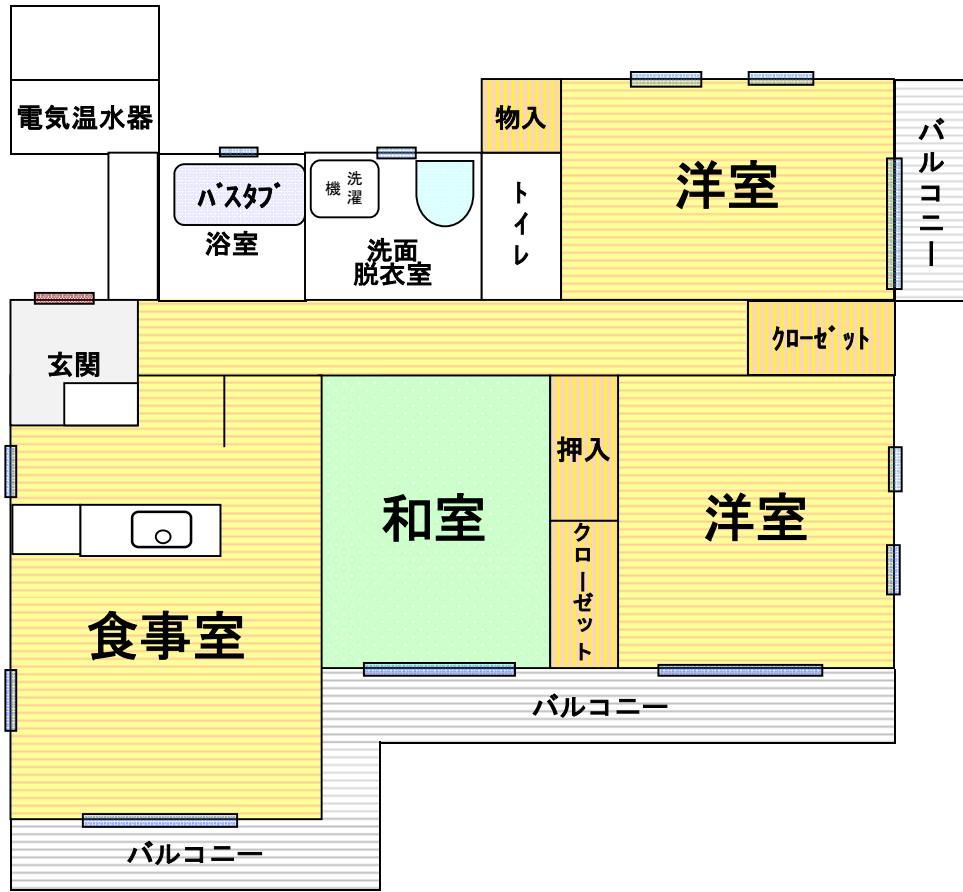 電気温水器
物入
洋室
バルコニー
バスタブ
浴室
洗濯
機
洗面
脱衣室
トイレ
玄関
クローゼット
和室
押入
クローゼット
洋室
食事室
バルコニー
バルコニー